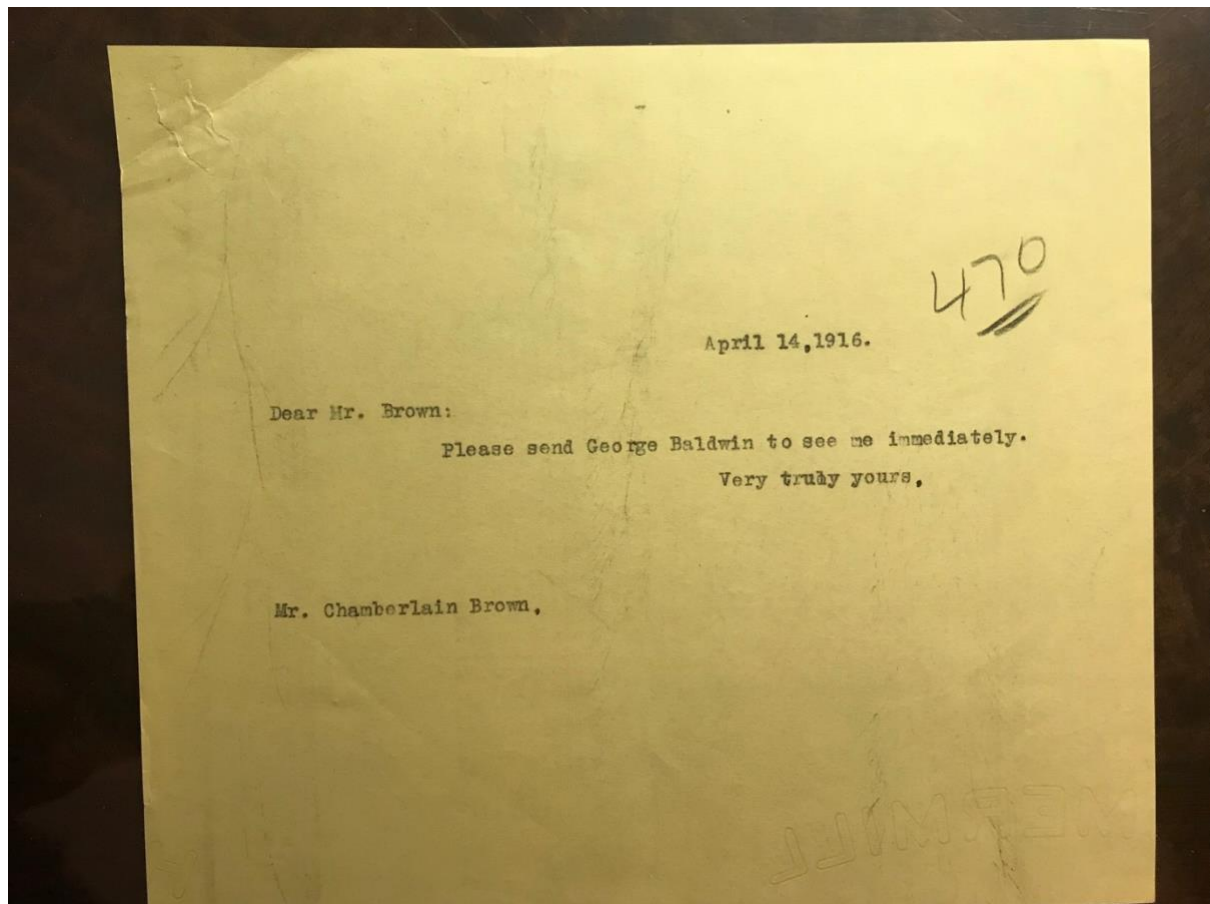 470
April 14,1916.
Dear Mr. Brown:
Please send George Baldwin to see me immediately.
Very truly yours,
Mr. Chamberlain Brown,